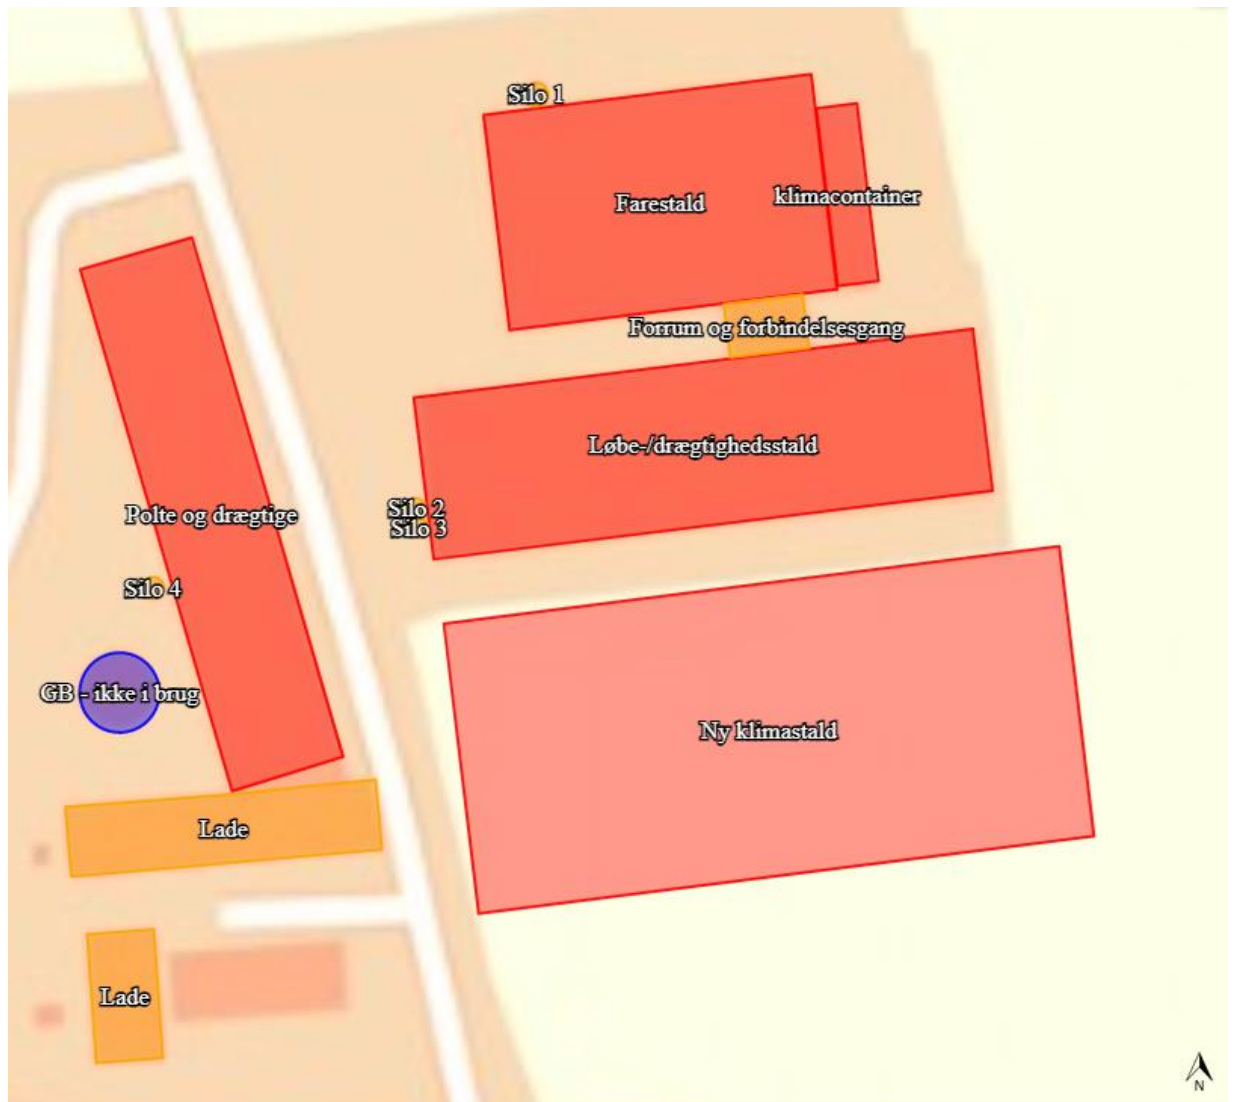 Silo 1
klimacontainer
Farestald
Forrum og forbindelsesgang
Løbe-/drægtighedsstald
Silo 2
Polte og drægtige
Silo 3
Silo 4
GB - ikke i brug
Ny klimastald
Lade
Lade
N